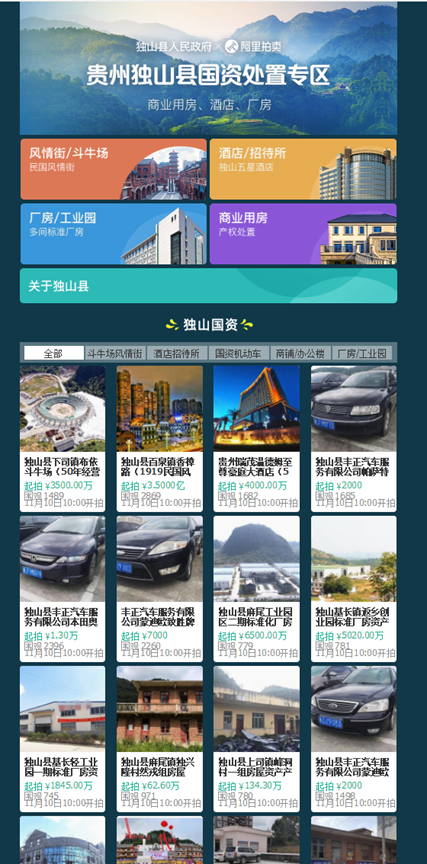 独山县人民政府 × 阿里拍卖
贵州独山县国资处置专区
商业用房、酒店、厂房
风情街/斗牛场
民国风情街
酒店/招待所
独山五星酒店
厂房/工业园
多间标准厂房
商业用房
产权处置
关于独山县
独山国资
全部 斗牛场风情街 酒店招待所 国资机动车 商铺/办公楼 厂房/工业园
独山县下司镇布依
斗牛场（50年经营
起拍 ¥3500.00万
围观 1489
11月10日10:00开拍
独山县百泉镇香樟
路（1919民国风
起拍 ¥3.5000亿
围观 2869
11月10日10:00开拍
贵州瑞茂温德姆至
尊豪庭大酒店（5
起拍 ¥4000.00万
围观 1682
11月10日10:00开拍
独山县丰正汽车服
务有限公司帕萨特
起拍 ¥2000
围观 1685
11月10日10:00开拍
独山县丰正汽车服
务有限公司本田奥
起拍 ¥1.30万
围观 2396
11月10日10:00开拍
丰正汽车服务有限
公司蒙迪欧致胜牌
起拍 ¥7000
围观 2260
11月10日10:00开拍
独山县麻尾工业园
区二期标准化厂房
起拍 ¥6500.00万
围观 779
11月10日10:00开拍
独山基长镇返乡创
业园标准厂房资产
起拍 ¥5020.00万
围观 781
11月10日10:00开拍
独山县基长轻工业
园一期标准厂房资
起拍 ¥1845.00万
围观 745
11月10日10:00开拍
独山县麻尾镇独兴
隆村然戎组房屋
起拍 ¥62.60万
围观 971
11月10日10:00开拍
独山县上司镇峰洞
村一组房屋资产产
起拍 ¥134.30万
围观 780
11月10日10:00开拍
独山县丰正汽车服
务有限公司蒙迪欧
起拍 ¥2000
围观 1498
11月10日10:00开拍